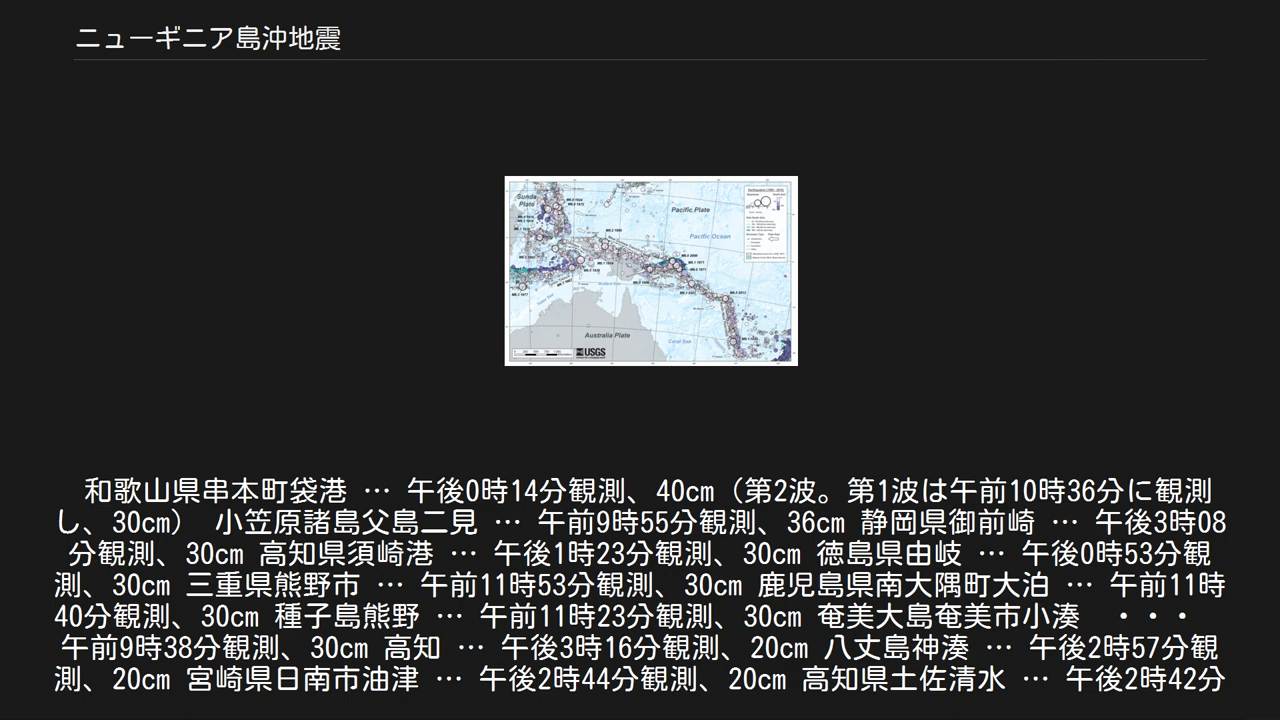 ニューギニア島沖地震
Sunda
Plate
Pacific Plate
Pacific Ocean
Australia Plate
Coral Sea
USGS
和歌山県串本町袋港 … 午後0時14分観測、40cm（第2波。第1波は午前10時36分に観測
し、30cm） 小笠原諸島父島二見 … 午前9時55分観測、36cm 静岡県御前崎 … 午後3時08
分観測、30cm 高知県須崎港 … 午後1時23分観測、30cm 徳島県由岐 … 午後0時53分観
測、30cm 三重県熊野市 … 午前11時53分観測、30cm 鹿児島県南大隅町大泊 … 午前11時
40分観測、30cm 種子島熊野 … 午前11時23分観測、30cm 奄美大島奄美市小湊 ・・・
午前9時38分観測、30cm 高知 … 午後3時16分観測、20cm 八丈島神湊 … 午後2時57分観
測、20cm 宮崎県日南市油津 … 午後2時44分観測、20cm 高知県土佐清水 … 午後2時42分